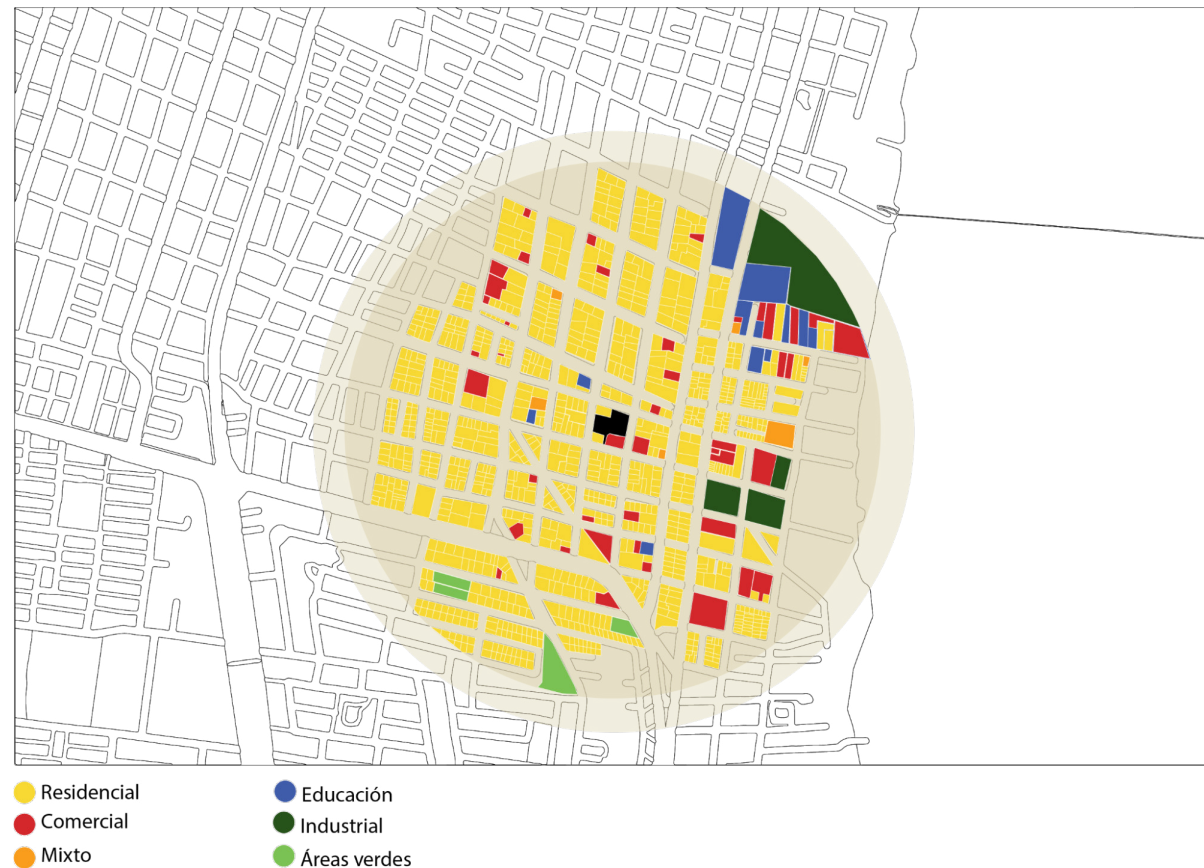 Residencial
Comercial
Mixto
Educación
Industrial
Áreas verdes